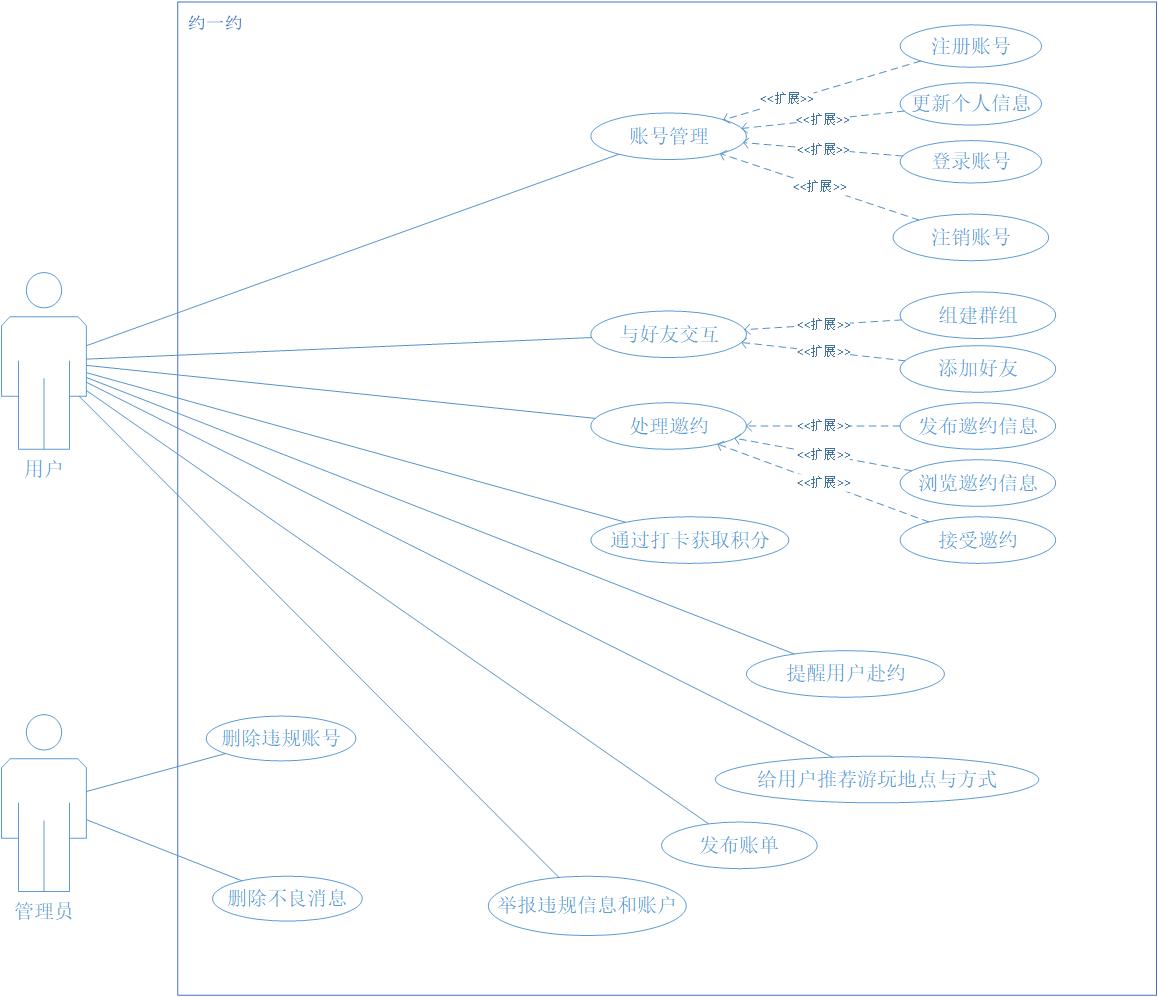 约一约
注册账号
<<扩展>>
更新个人信息
<<扩展>>
账号管理
<<扩展>>
登录账号
<<扩展>>
注销账号
组建群组
<<扩展>>
与好友交互
<<扩展>>
添加好友
处理邀约
<<扩展>>
发布邀约信息
<<扩展>>
浏览邀约信息
<<扩展>>
接受邀约
用户
通过打卡获取积分
提醒用户赴约
删除违规账号
给用户推荐游玩地点与方式
发布账单
删除不良消息
举报违规信息和账户
管理员